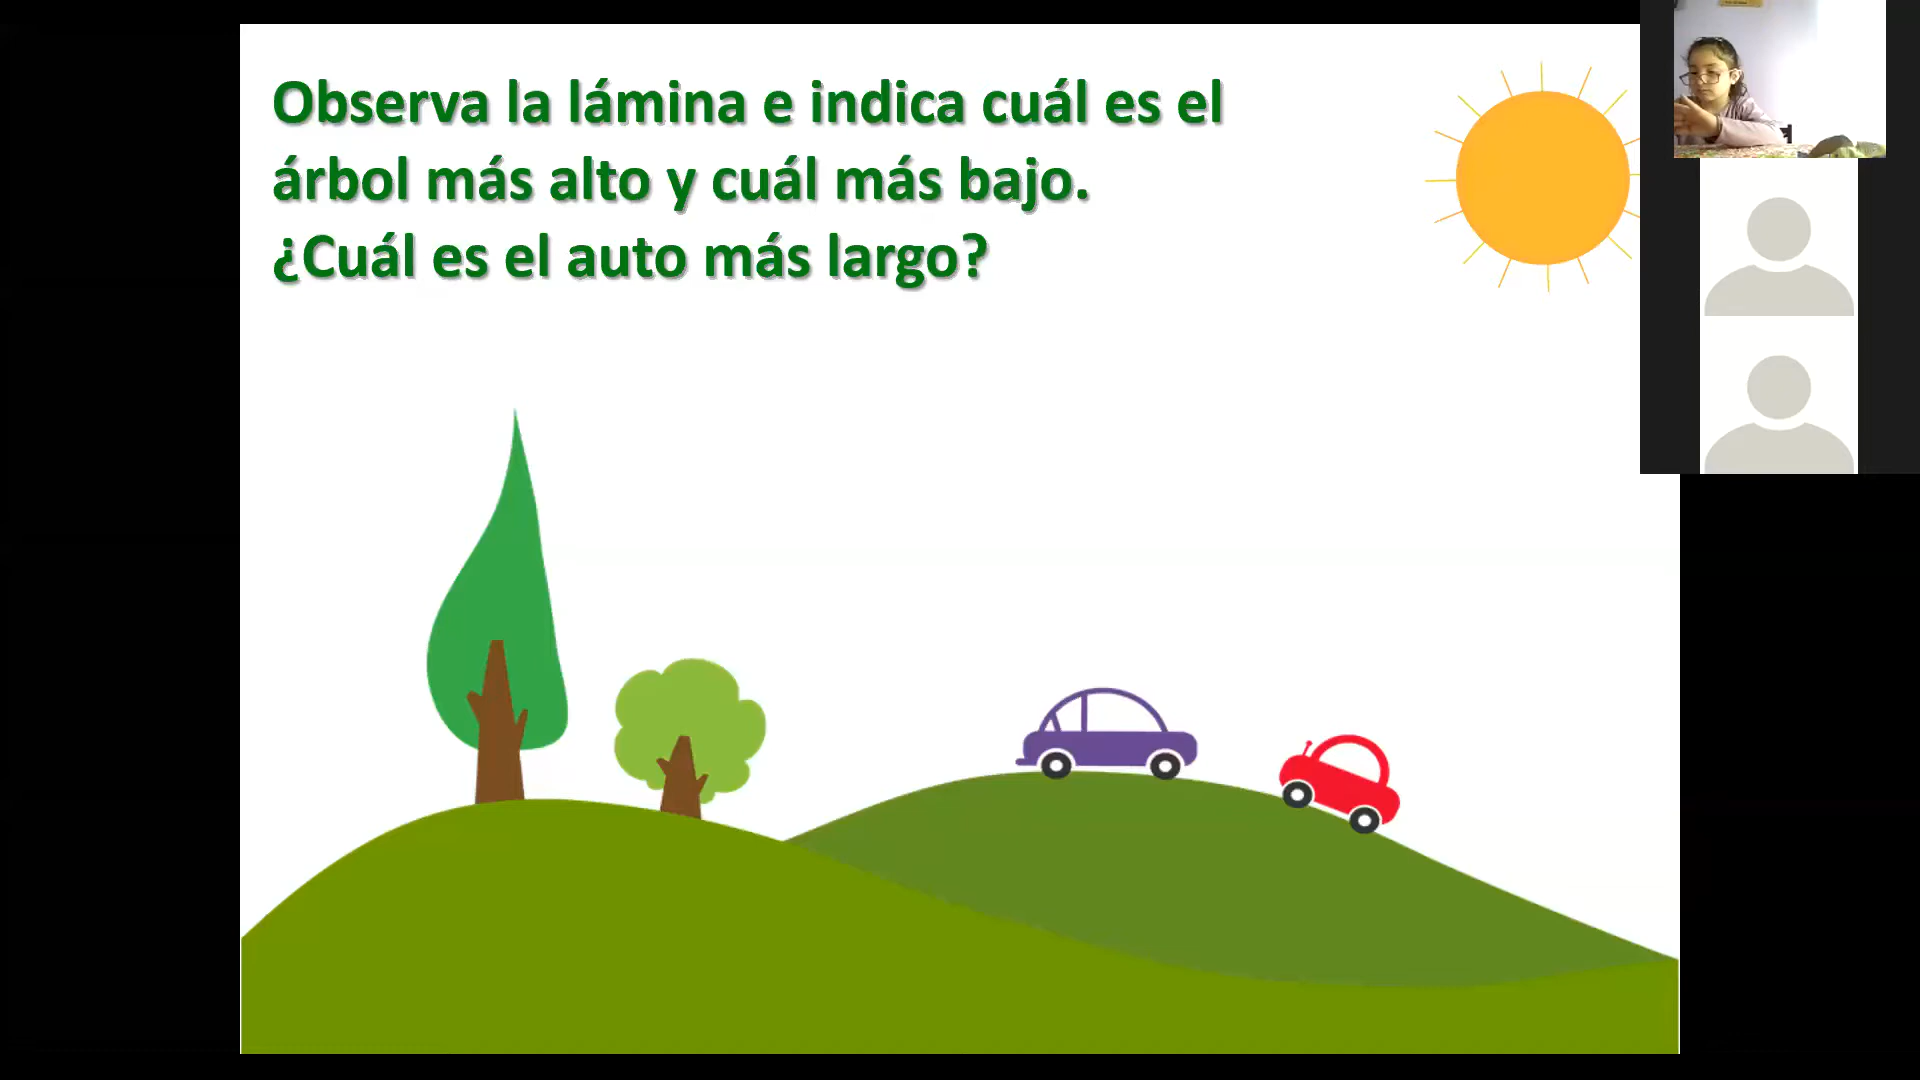 Observa la lámina e indica cuál es el
árbol más alto y cuál más bajo.
¿Cuál es el auto más largo?